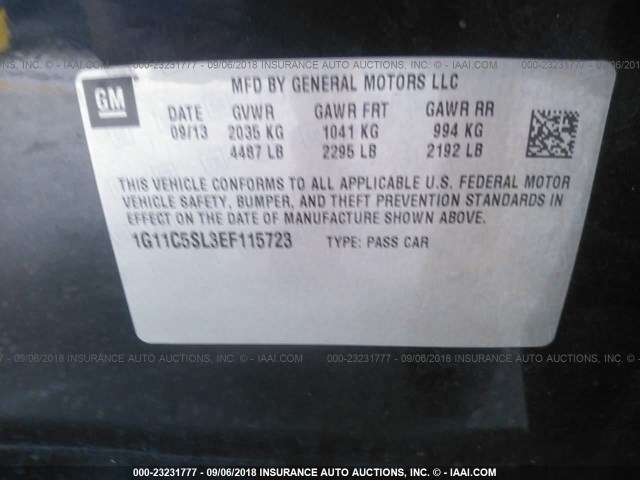 000-23231777 - 09/06/2018 INSURANCE AUTO AUCTIONS, INC. © - IAAI.COM
GM
MFD BY GENERAL MOTORS LLC
DATE GVWR GAWR FRT GAWR RR
09/13 2035 KG 1041 KG 994 KG
4487 LB 2295 LB 2192 LB
THIS VEHICLE CONFORMS TO ALL APPLICABLE U.S. FEDERAL MOTOR
VEHICLE SAFETY, BUMPER, AND THEFT PREVENTION STANDARDS IN
EFFECT ON THE DATE OF MANUFACTURE SHOWN ABOVE.
1G11C5SL3EF115723 TYPE: PASS CAR
INSURANCE AUTO AUCTIONS, INC. © - IAAI.COM 000-23231777 - 09/06/2018 INSURANCE AUTO AUCTIONS,
000-23231777 - 09/06/2018 INSURANCE AUTO AUCTIONS, INC. © - IAAI.COM